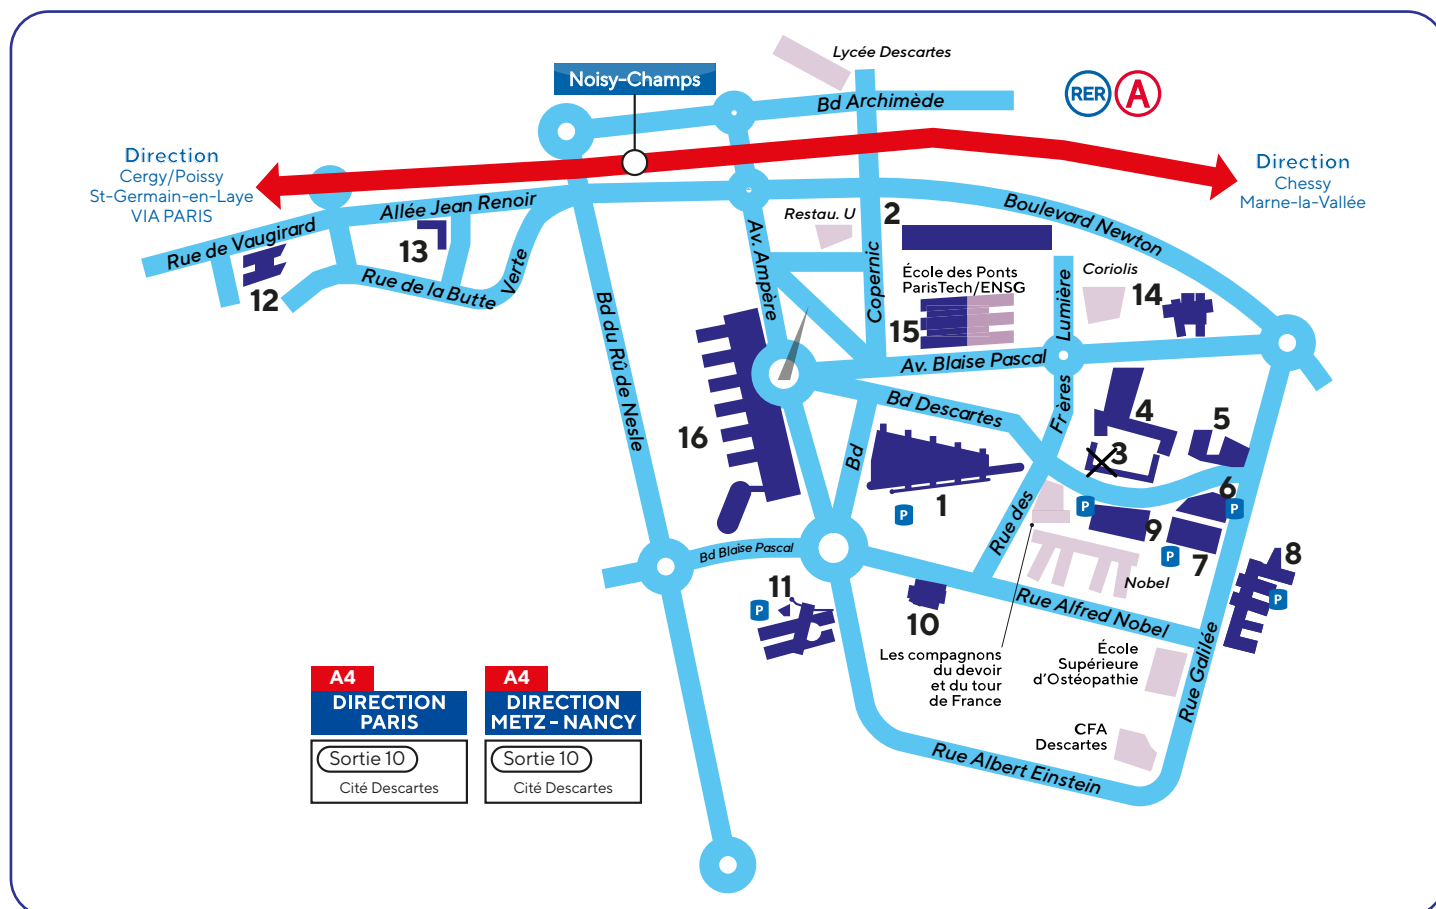 Lycée Descartes
Noisy-Champs
Bd Archimède
RER A
Direction
Cergy/Poissy
St-Germain-en-Laye
VIA PARIS
Direction
Chessy
Marne-la-Vallée
Rue de Vaugirard
Allée Jean Renoir
Rue de la Butte Verte
12
13
Restau. U
2
Boulevard Newton
Av. Ampère
Copernic
École des Ponts
ParisTech/ENSG
15
Lumière
Coriolis
14
Bd du Rû de Nesle
Av. Blaise Pascal
Bd Descartes
Frères
16
Bd
4
5
3
1
P
Rue des
P
6
P
9
P
7
8
P
Bd Blaise Pascal
11
P
10
Nobel
Rue Alfred Nobel
Les compagnons
du devoir
et du tour
de France
École
Supérieure
d'Ostéopathie
Rue Galilée
CFA
Descartes
Rue Albert Einstein
A4
DIRECTION
PARIS
Sortie 10
Cité Descartes
A4
DIRECTION
METZ - NANCY
Sortie 10
Cité Descartes